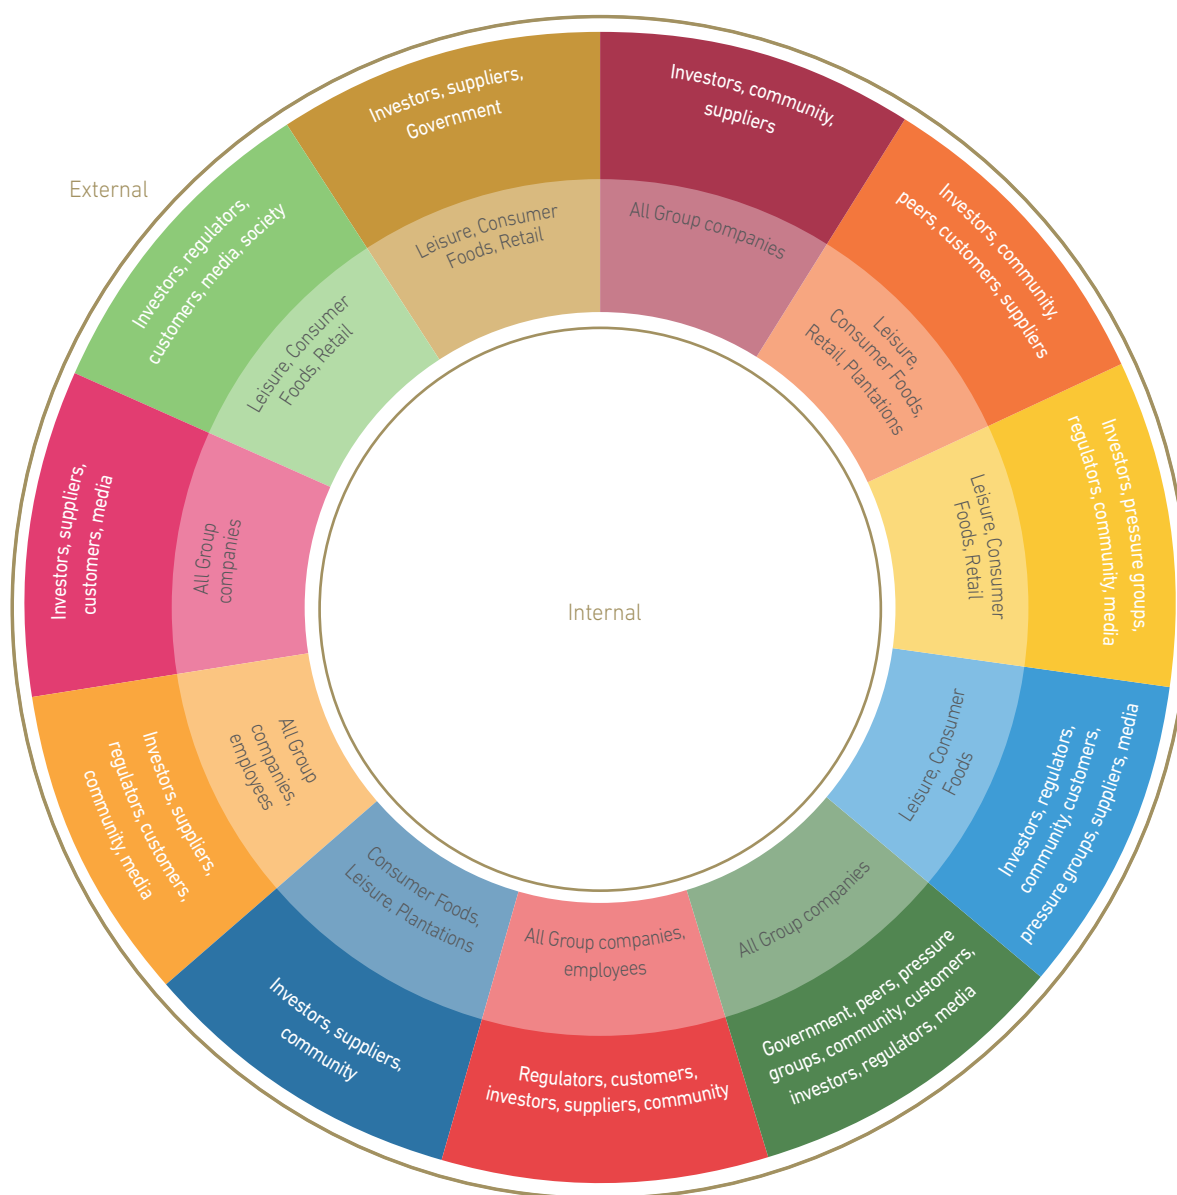 External
Investors, community,
suppliers
All Group companies
Investors, community,
peers, customers, suppliers
Leisure,
Consumer Foods,
Retail, Plantations
Investors, pressure groups,
regulators, community, media
Leisure, Consumer
Foods, Retail
Investors, regulators,
community, customers,
pressure groups, suppliers, media
Leisure, Consumer
Foods
Government, peers, pressure
groups, community, customers,
investors, regulators, media
All Group companies
Regulators, customers,
investors, suppliers, community
All Group companies,
employees
Investors, suppliers,
community
Consumer Foods,
Leisure, Plantations
Investors, suppliers,
regulators, customers,
community, media
All Group
companies,
employees
Investors, suppliers,
customers, media
All Group
companies
Investors, regulators,
customers, media, society
Leisure, Consumer
Foods, Retail
Investors, suppliers,
Government
Leisure, Consumer
Foods, Retail
Internal